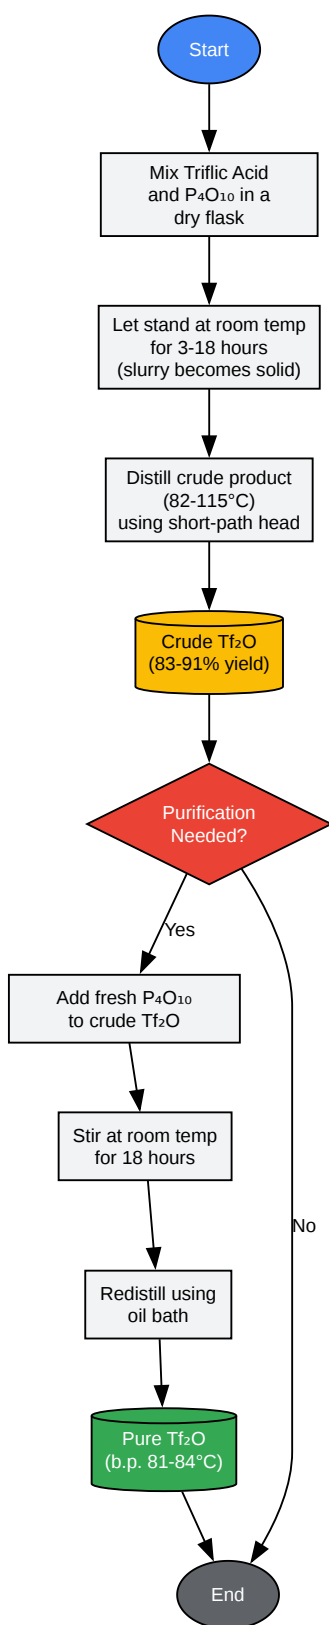 Start
Mix Triflic Acid
and P₄O₁₀ in a
dry flask
Let stand at room temp
for 3-18 hours
(slurry becomes solid)
Distill crude product
(82-115°C)
using short-path head
Crude Tf₂O
(83-91% yield)
Purification
Needed?
Yes
Add fresh P₄O₁₀
to crude Tf₂O
Stir at room temp
for 18 hours
No
Redistill using
oil bath
Pure Tf₂O
(b.p. 81-84°C)
End